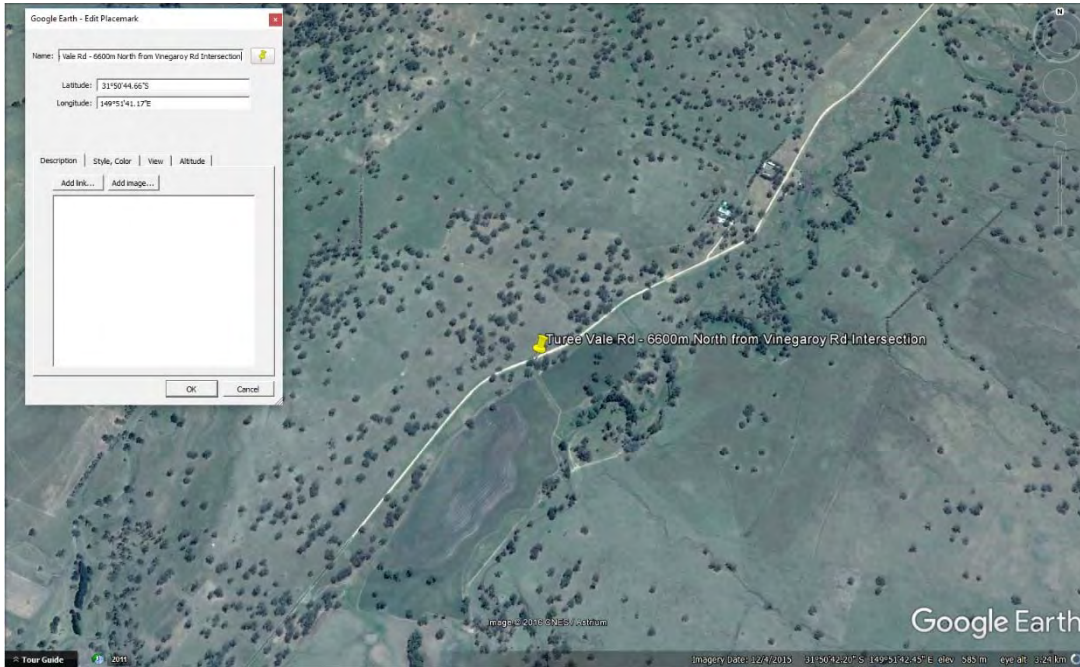 Google Earth - Edit Placemark
Name: Vale Rd - 6600m North from Vinegaroy Rd Intersection
Latitude: 31°50'44.66"S
Longitude: 149°51'41.17"E
Description Style, Color View Altitude
Add link... Add image...
OK Cancel
N
Turee Vale Rd - 6600m North from Vinegaroy Rd Intersection
Image © 2016 CNES / Astrium
Google Earth
Tour Guide 2011
Imagery Date: 12/4/2015 31°50'42.20" S 149°51'42.45" E elev 585 m eye alt 3.24 km